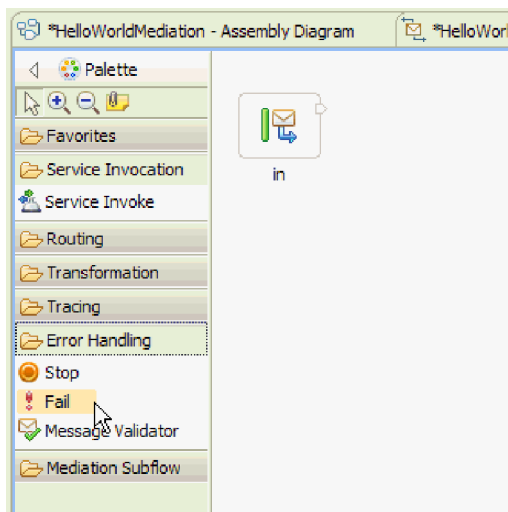 *HelloWorldMediation - Assembly Diagram
*HelloWor
Palette
Favorites
Service Invocation
Service Invoke
in
Routing
Transformation
Tracing
Error Handling
Stop
Fail
Message Validator
Mediation Subflow